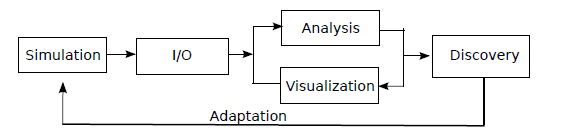 Simulation
I/O
Analysis
Visualization
Discovery
Adaptation